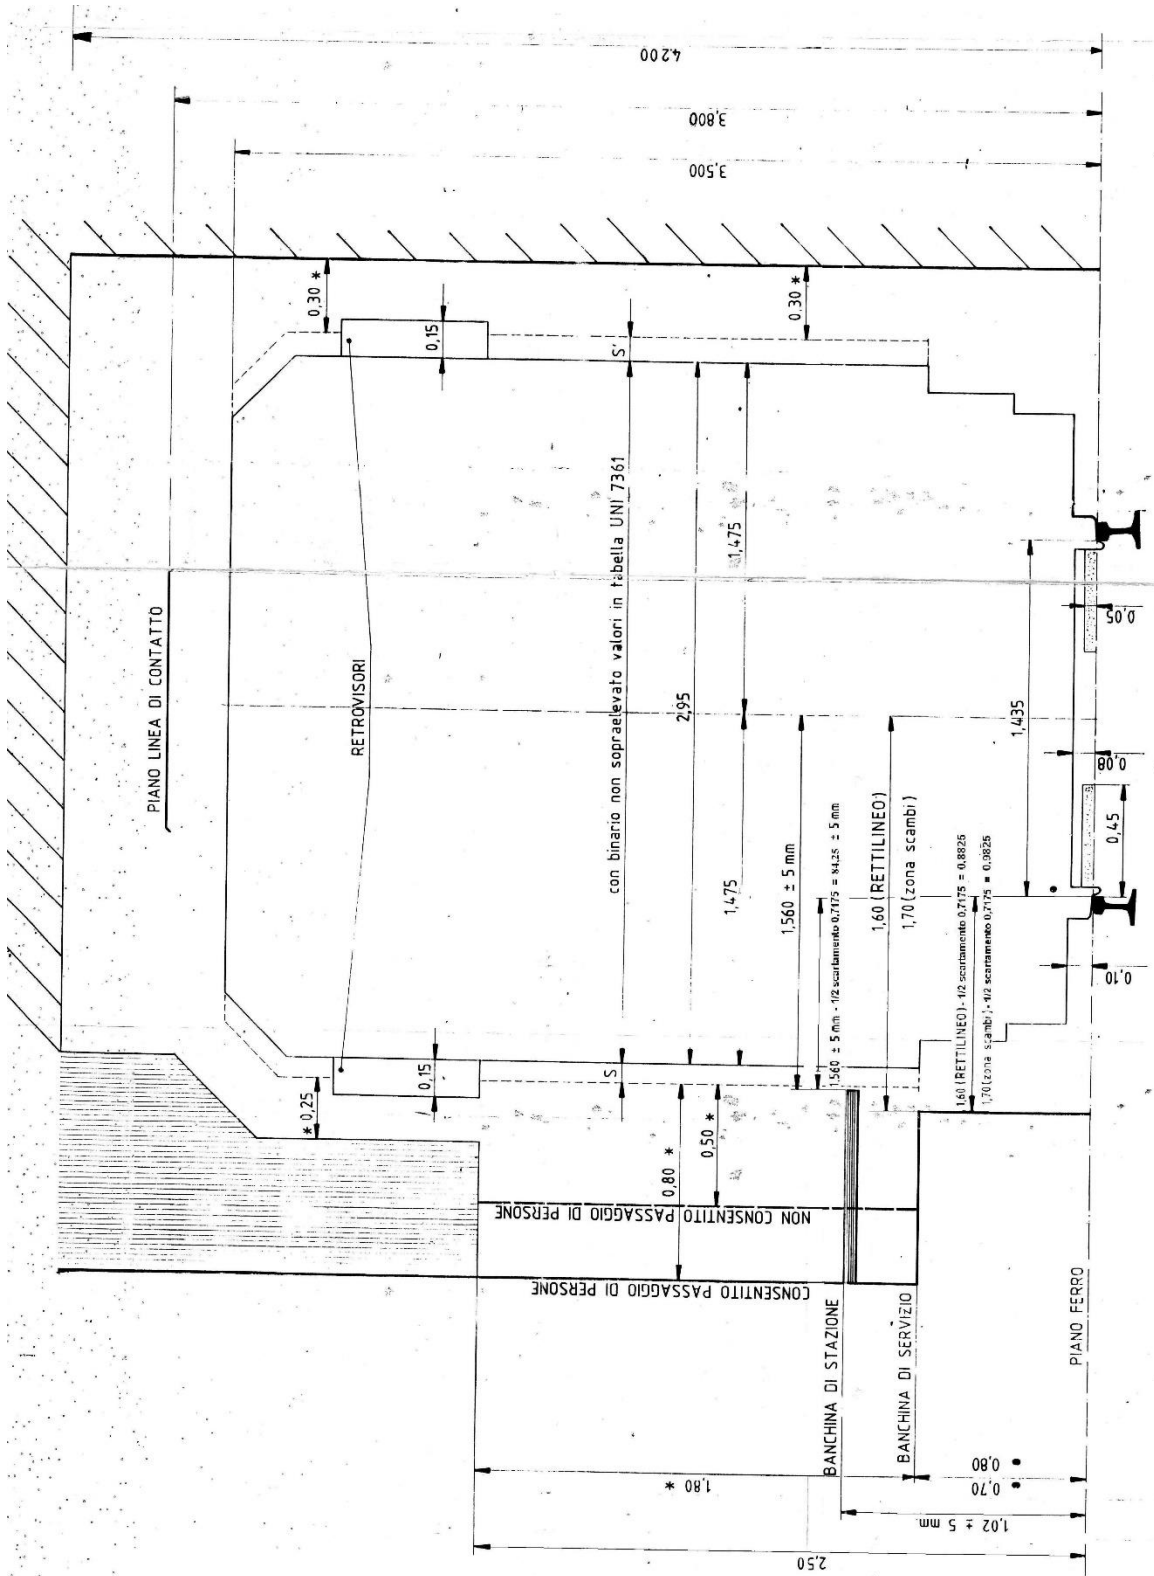 4.200
3.800
3.500
0,30 *
0.30 *
0,15
S'
PIANO LINEA DI CONTATTO
RETROVISORI
con binario non sopraelevato valori in tabella UNI 7361
2,95
1,475
1,475
1,560 ± 5 mm
1,560 ± 5 mm - 1/2 scartamento 0,7175 = 84,25 ± 5 mm
1,60 (RETTILINEO)
1,70 (zona scambi)
1,60 (RETTILINEO) - 1/2 scartamento 0,7175 = 0,8825
1,70 (zona scambi) - 1/2 scartamento 0,7175 = 0,9825
1,435
0,05
0,08
0,45
0,10
* 0,25
0,15
S
0,80 *
0,50 *
NON CONSENTITO PASSAGGIO DI PERSONE
CONSENTITO PASSAGGIO DI PERSONE
BANCHINA DI STAZIONE
BANCHINA DI SERVIZIO
PIANO FERRO
1,80 *
0,80
0,70
1,02 ± 5 mm.
2,50